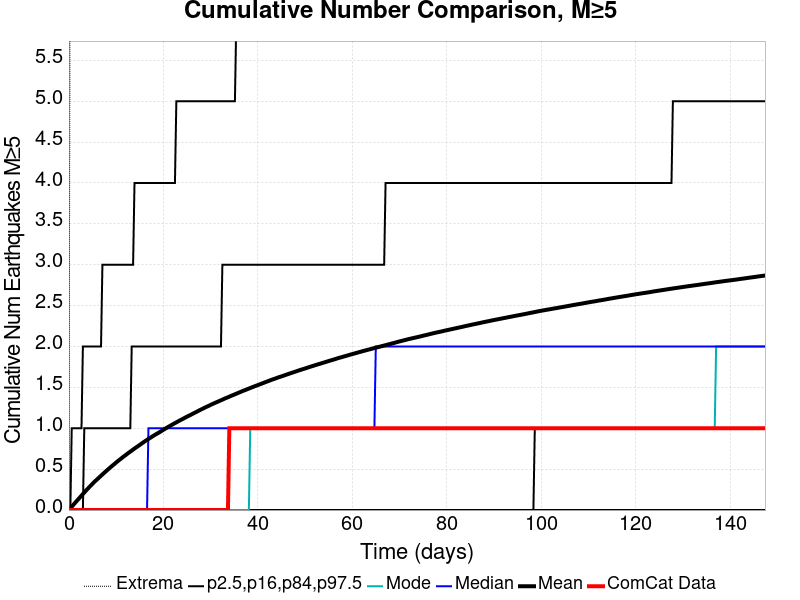 Cumulative Number Comparison, M≥5
Cumulative Num Earthquakes M≥5
5.5
5.0
4.5
4.0
3.5
3.0
2.5
2.0
1.5
1.0
0.5
0.0
0 20 40 60 80 100 120 140
Time (days)
Extrema p2.5,p16,p84,p97.5 Mode Median Mean ComCat Data